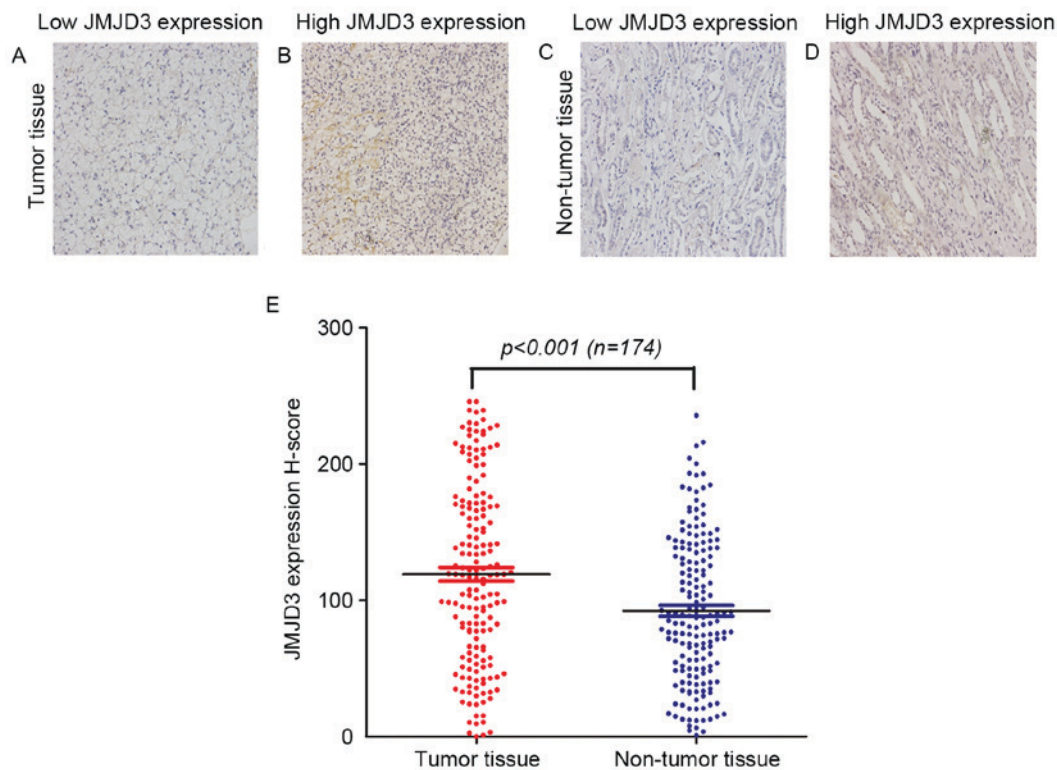 Low JMJD3 expression
High JMJD3 expression
Low JMJD3 expression
High JMJD3 expression
A
B
C
D
Tumor tissue
Non-tumor tissue
E
300
p<0.001 (n=174)
200
100
0
JMJD3 expression H-score
Tumor tissue
Non-tumor tissue